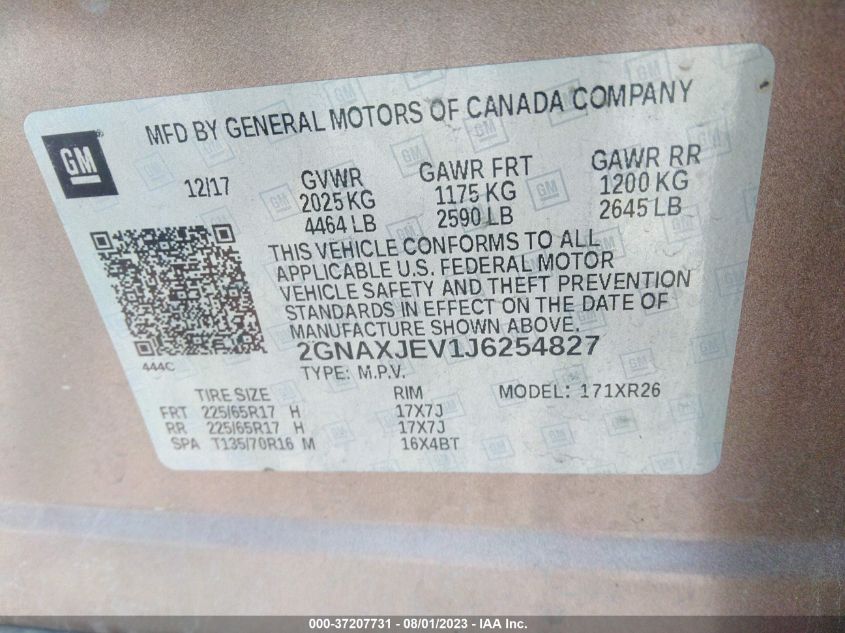 GM
MFD BY GENERAL MOTORS OF CANADA COMPANY
12/17 GVWR GAWR FRT GAWR RR
2025 KG 1175 KG 1200 KG
4464 LB 2590 LB 2645 LB
THIS VEHICLE CONFORMS TO ALL
APPLICABLE U.S. FEDERAL MOTOR
VEHICLE SAFETY AND THEFT PREVENTION
STANDARDS IN EFFECT ON THE DATE OF
MANUFACTURE SHOWN ABOVE.
2GNAXJEV1J6254827
444C
TYPE: M.P.V.
TIRE SIZE RIM MODEL: 171XR26
FRT 225/65R17 H 17X7J
RR 225/65R17 H 17X7J
SPA T135/70R16 M 16X4BT
000-37207731 - 08/01/2023 - IAA Inc.